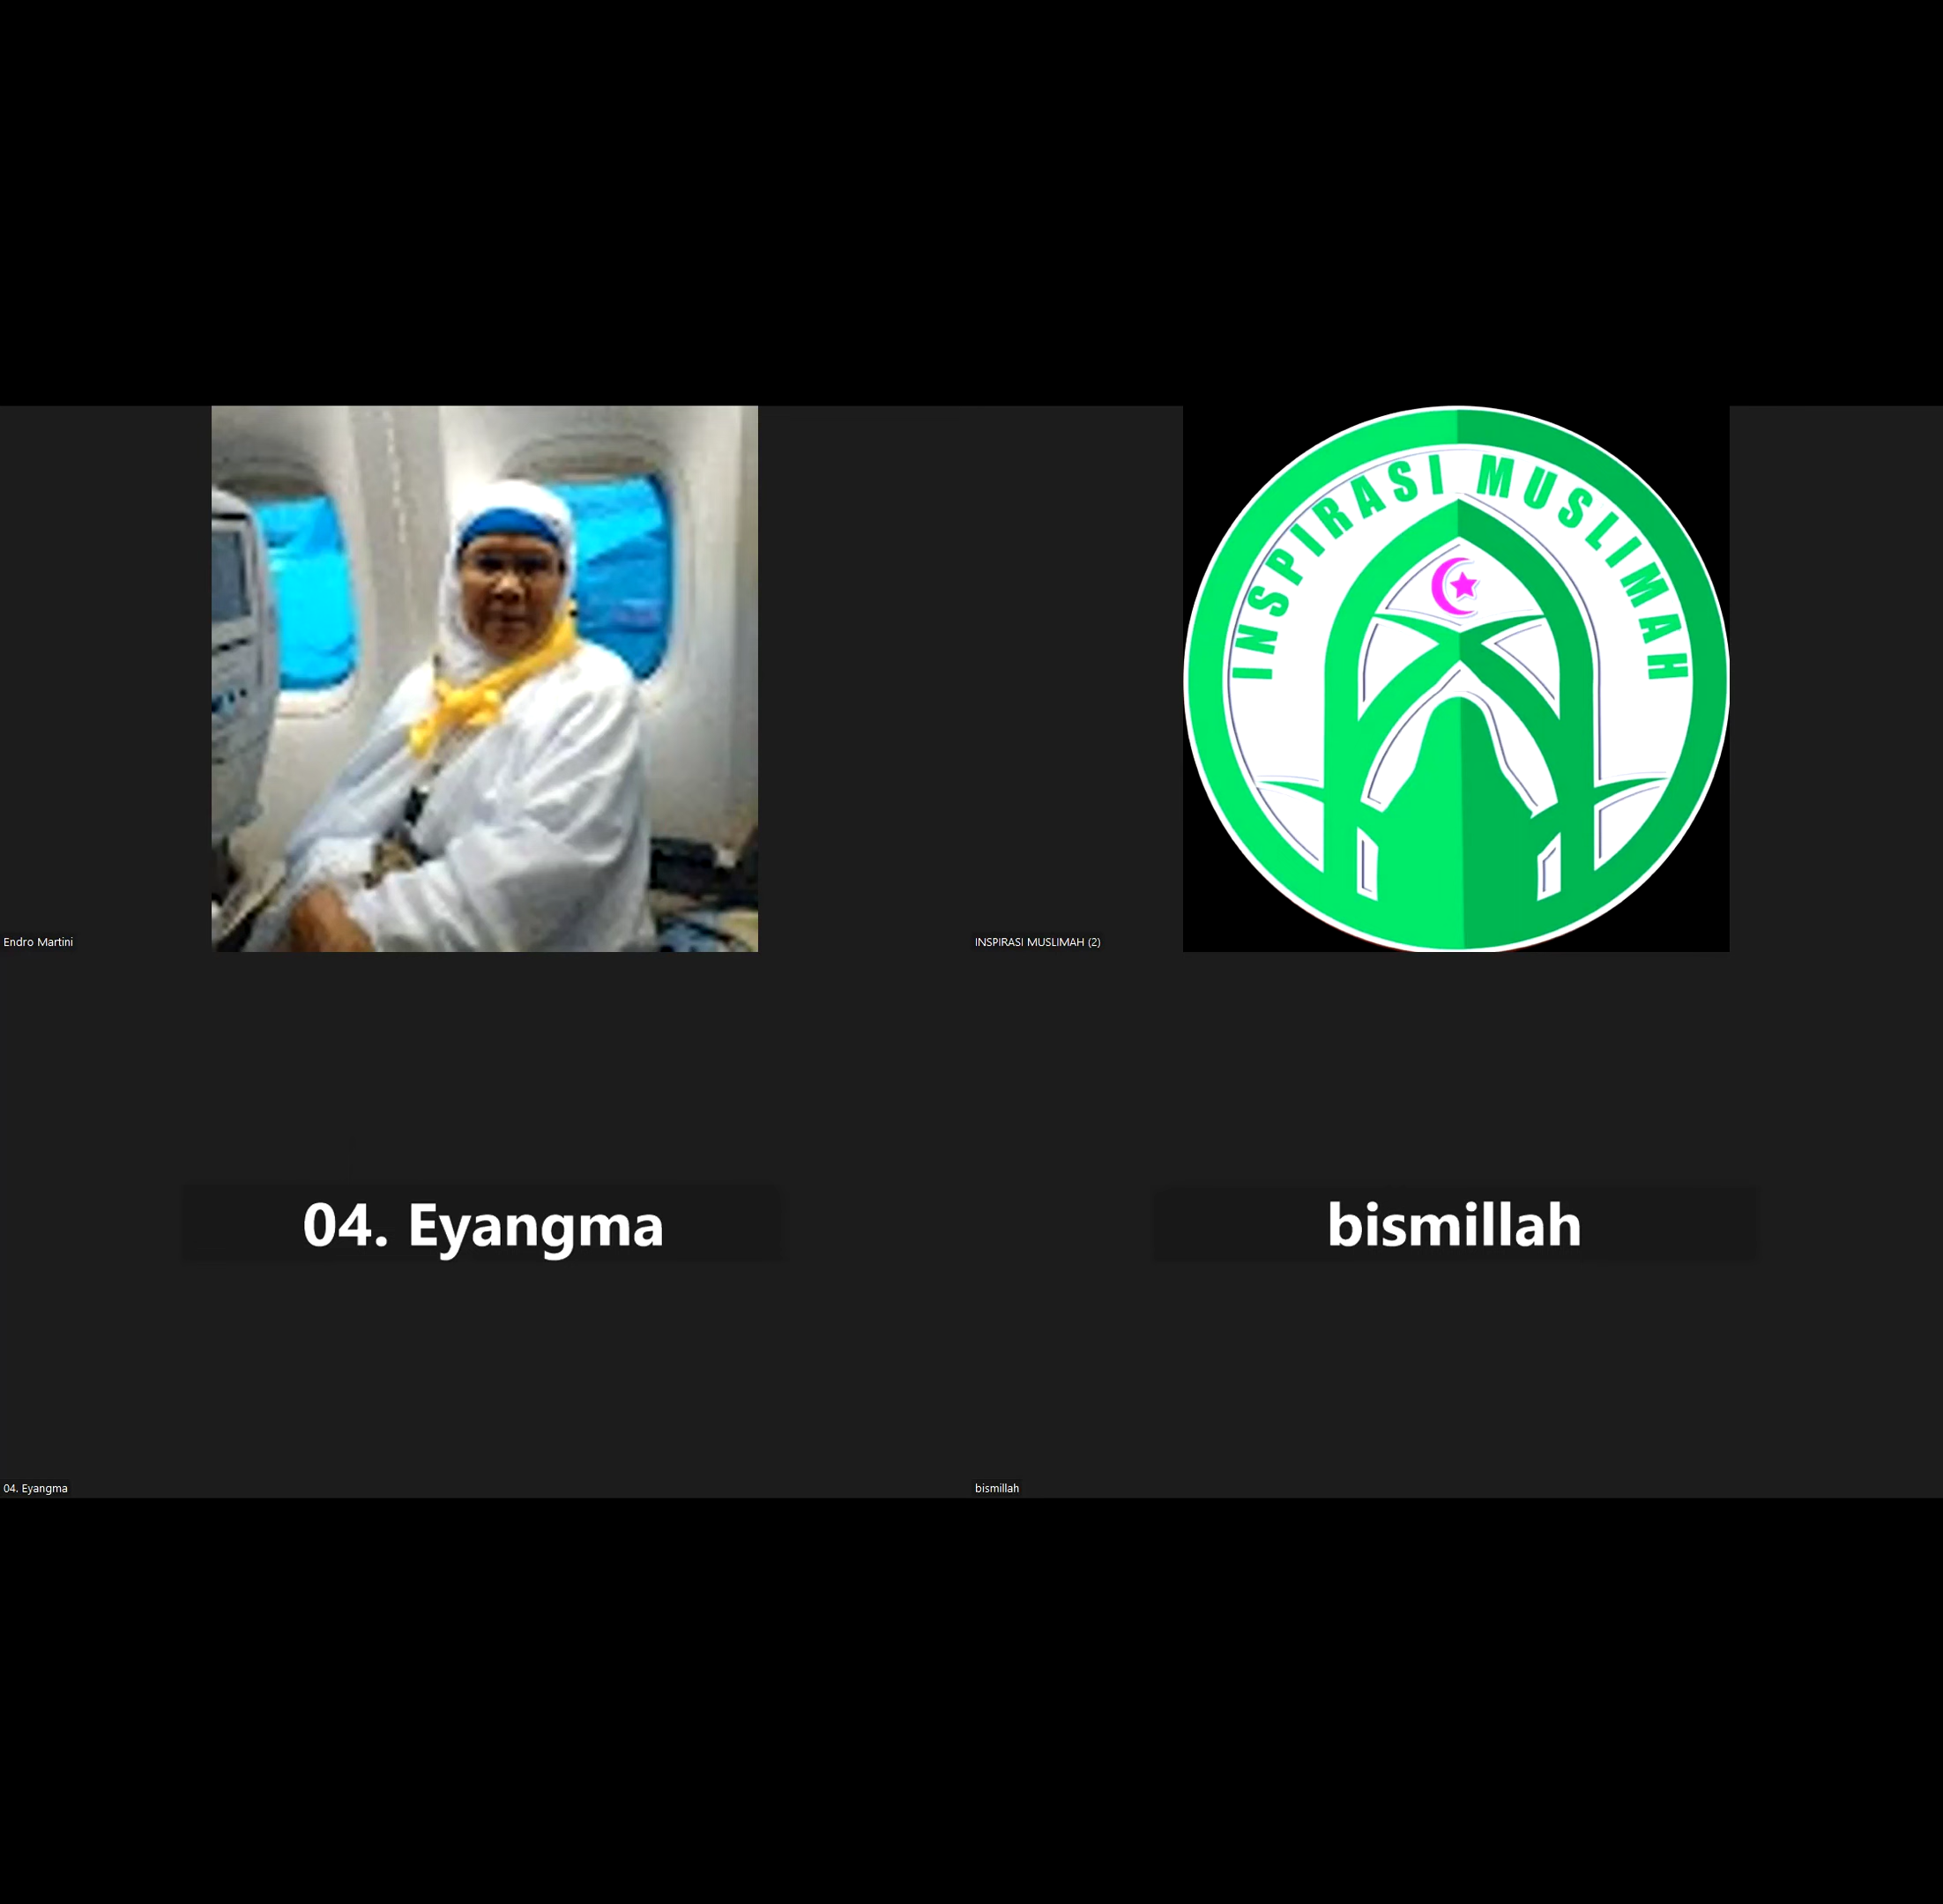 INSPIRASI MUSLIMAH
Endro Martini
INSPIRASI MUSLIMAH (2)
04. Eyangma
bismillah
04. Eyangma
bismillah